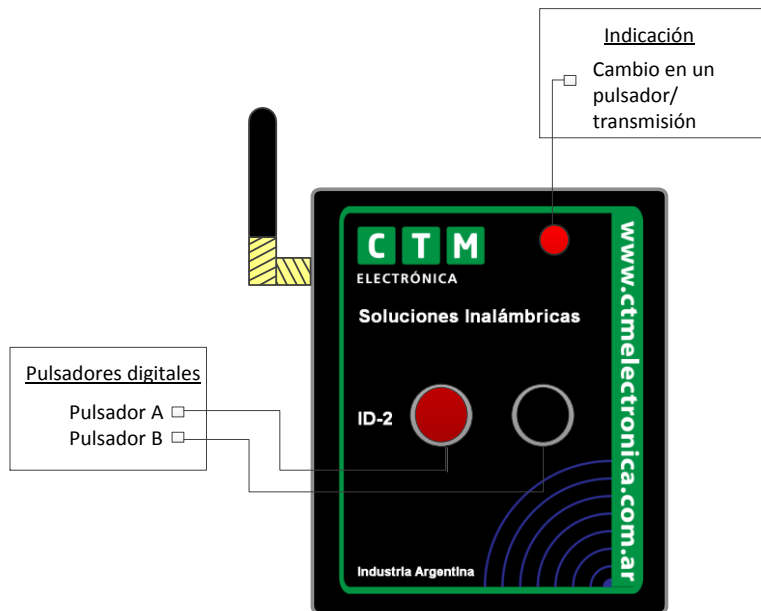 Indicación
Cambio en un
pulsador/
transmisión
C T M
ELECTRÓNICA
Soluciones Inalámbricas
www.ctmelectronica.com.ar
Pulsadores digitales
Pulsador A
Pulsador B
ID-2
Industria Argentina